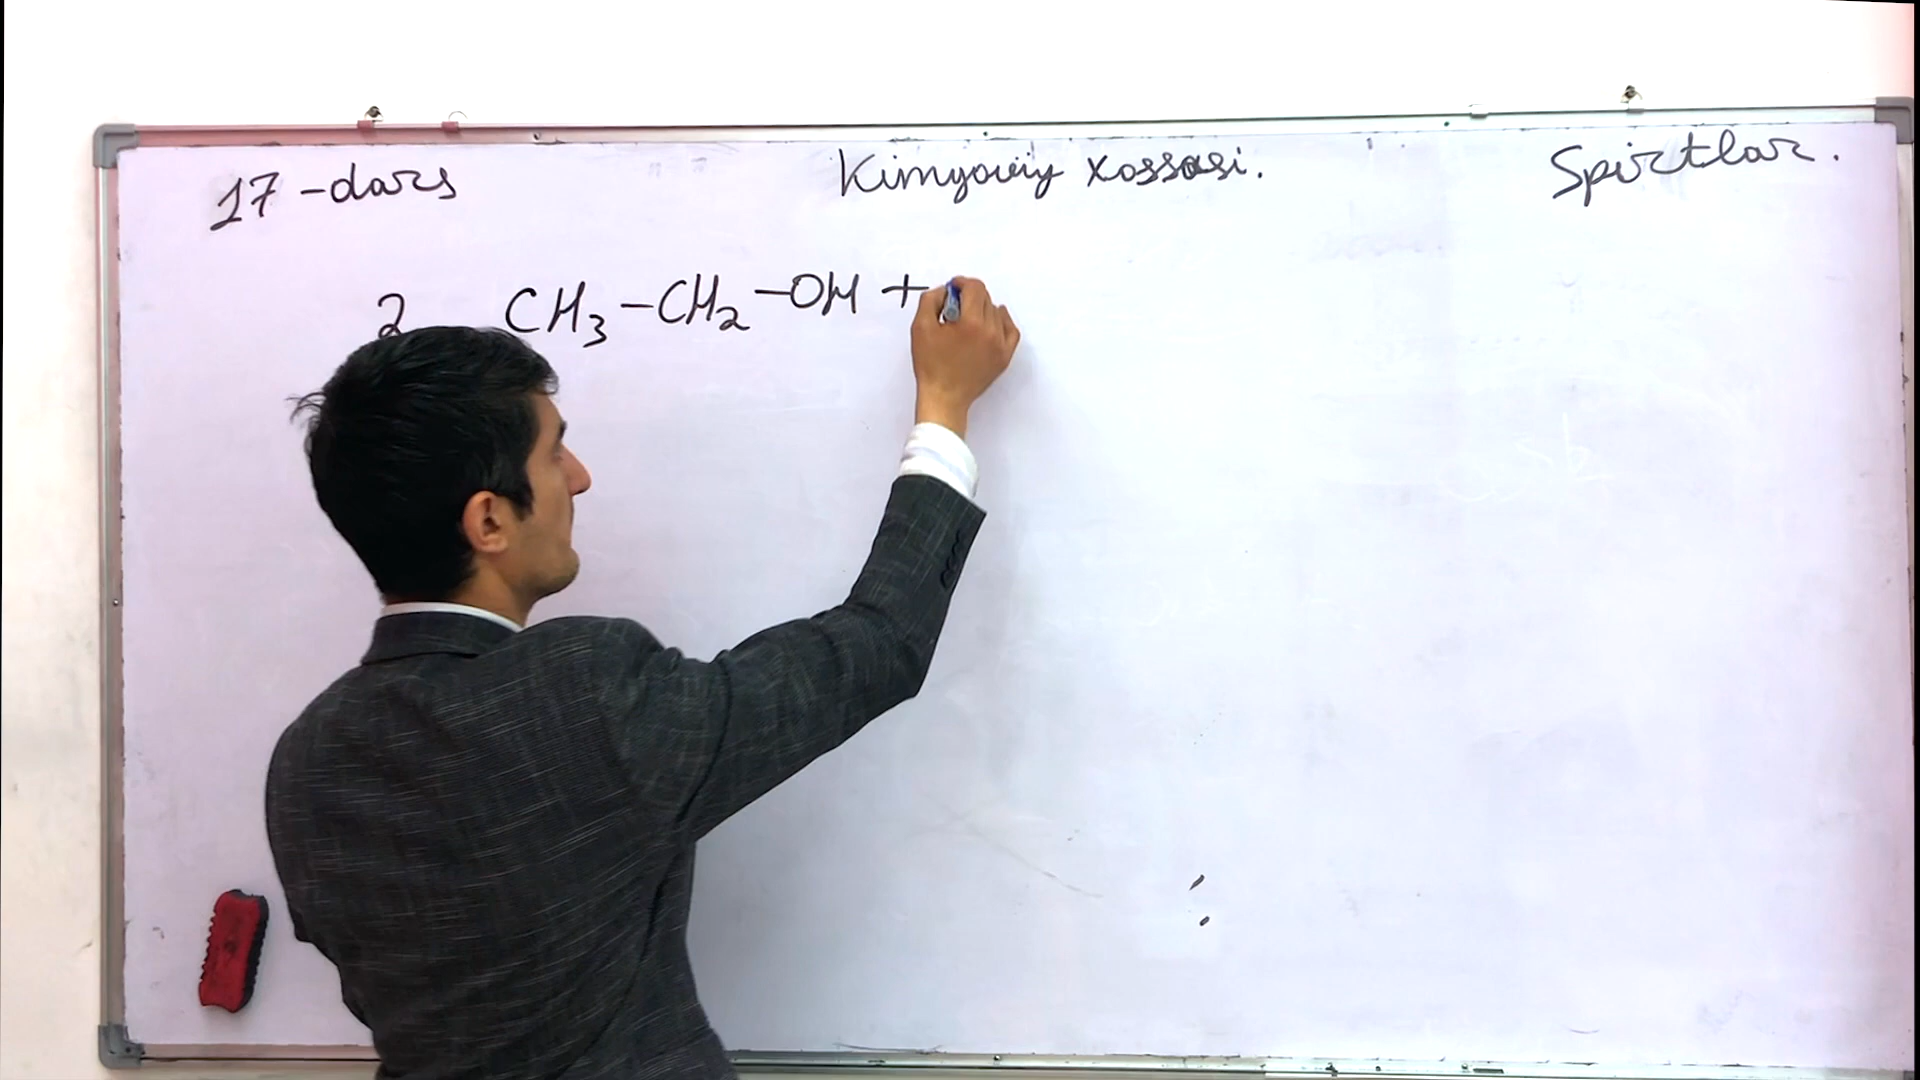 17-dars Kimyoviy xossasi. Spirtlar.
2 CH₃-CH₂-OH +